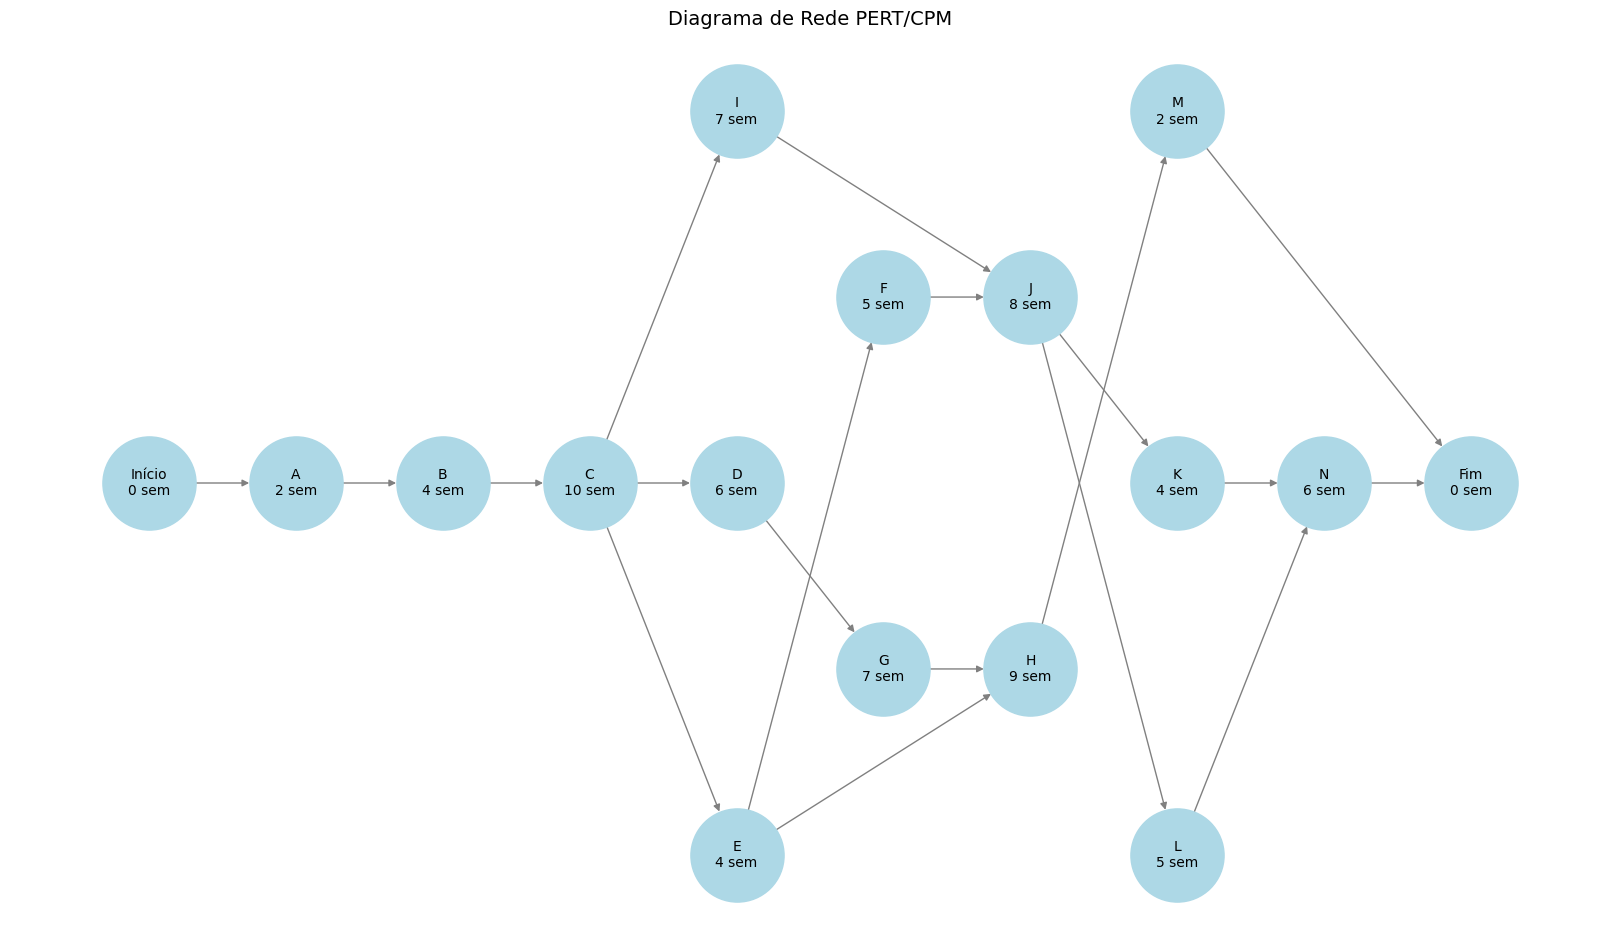 Diagrama de Rede PERT/CPM
I
7 sem
M
2 sem
F
5 sem
J
8 sem
Início
0 sem
A
2 sem
B
4 sem
C
10 sem
D
6 sem
K
4 sem
N
6 sem
Fim
0 sem
G
7 sem
H
9 sem
E
4 sem
L
5 sem